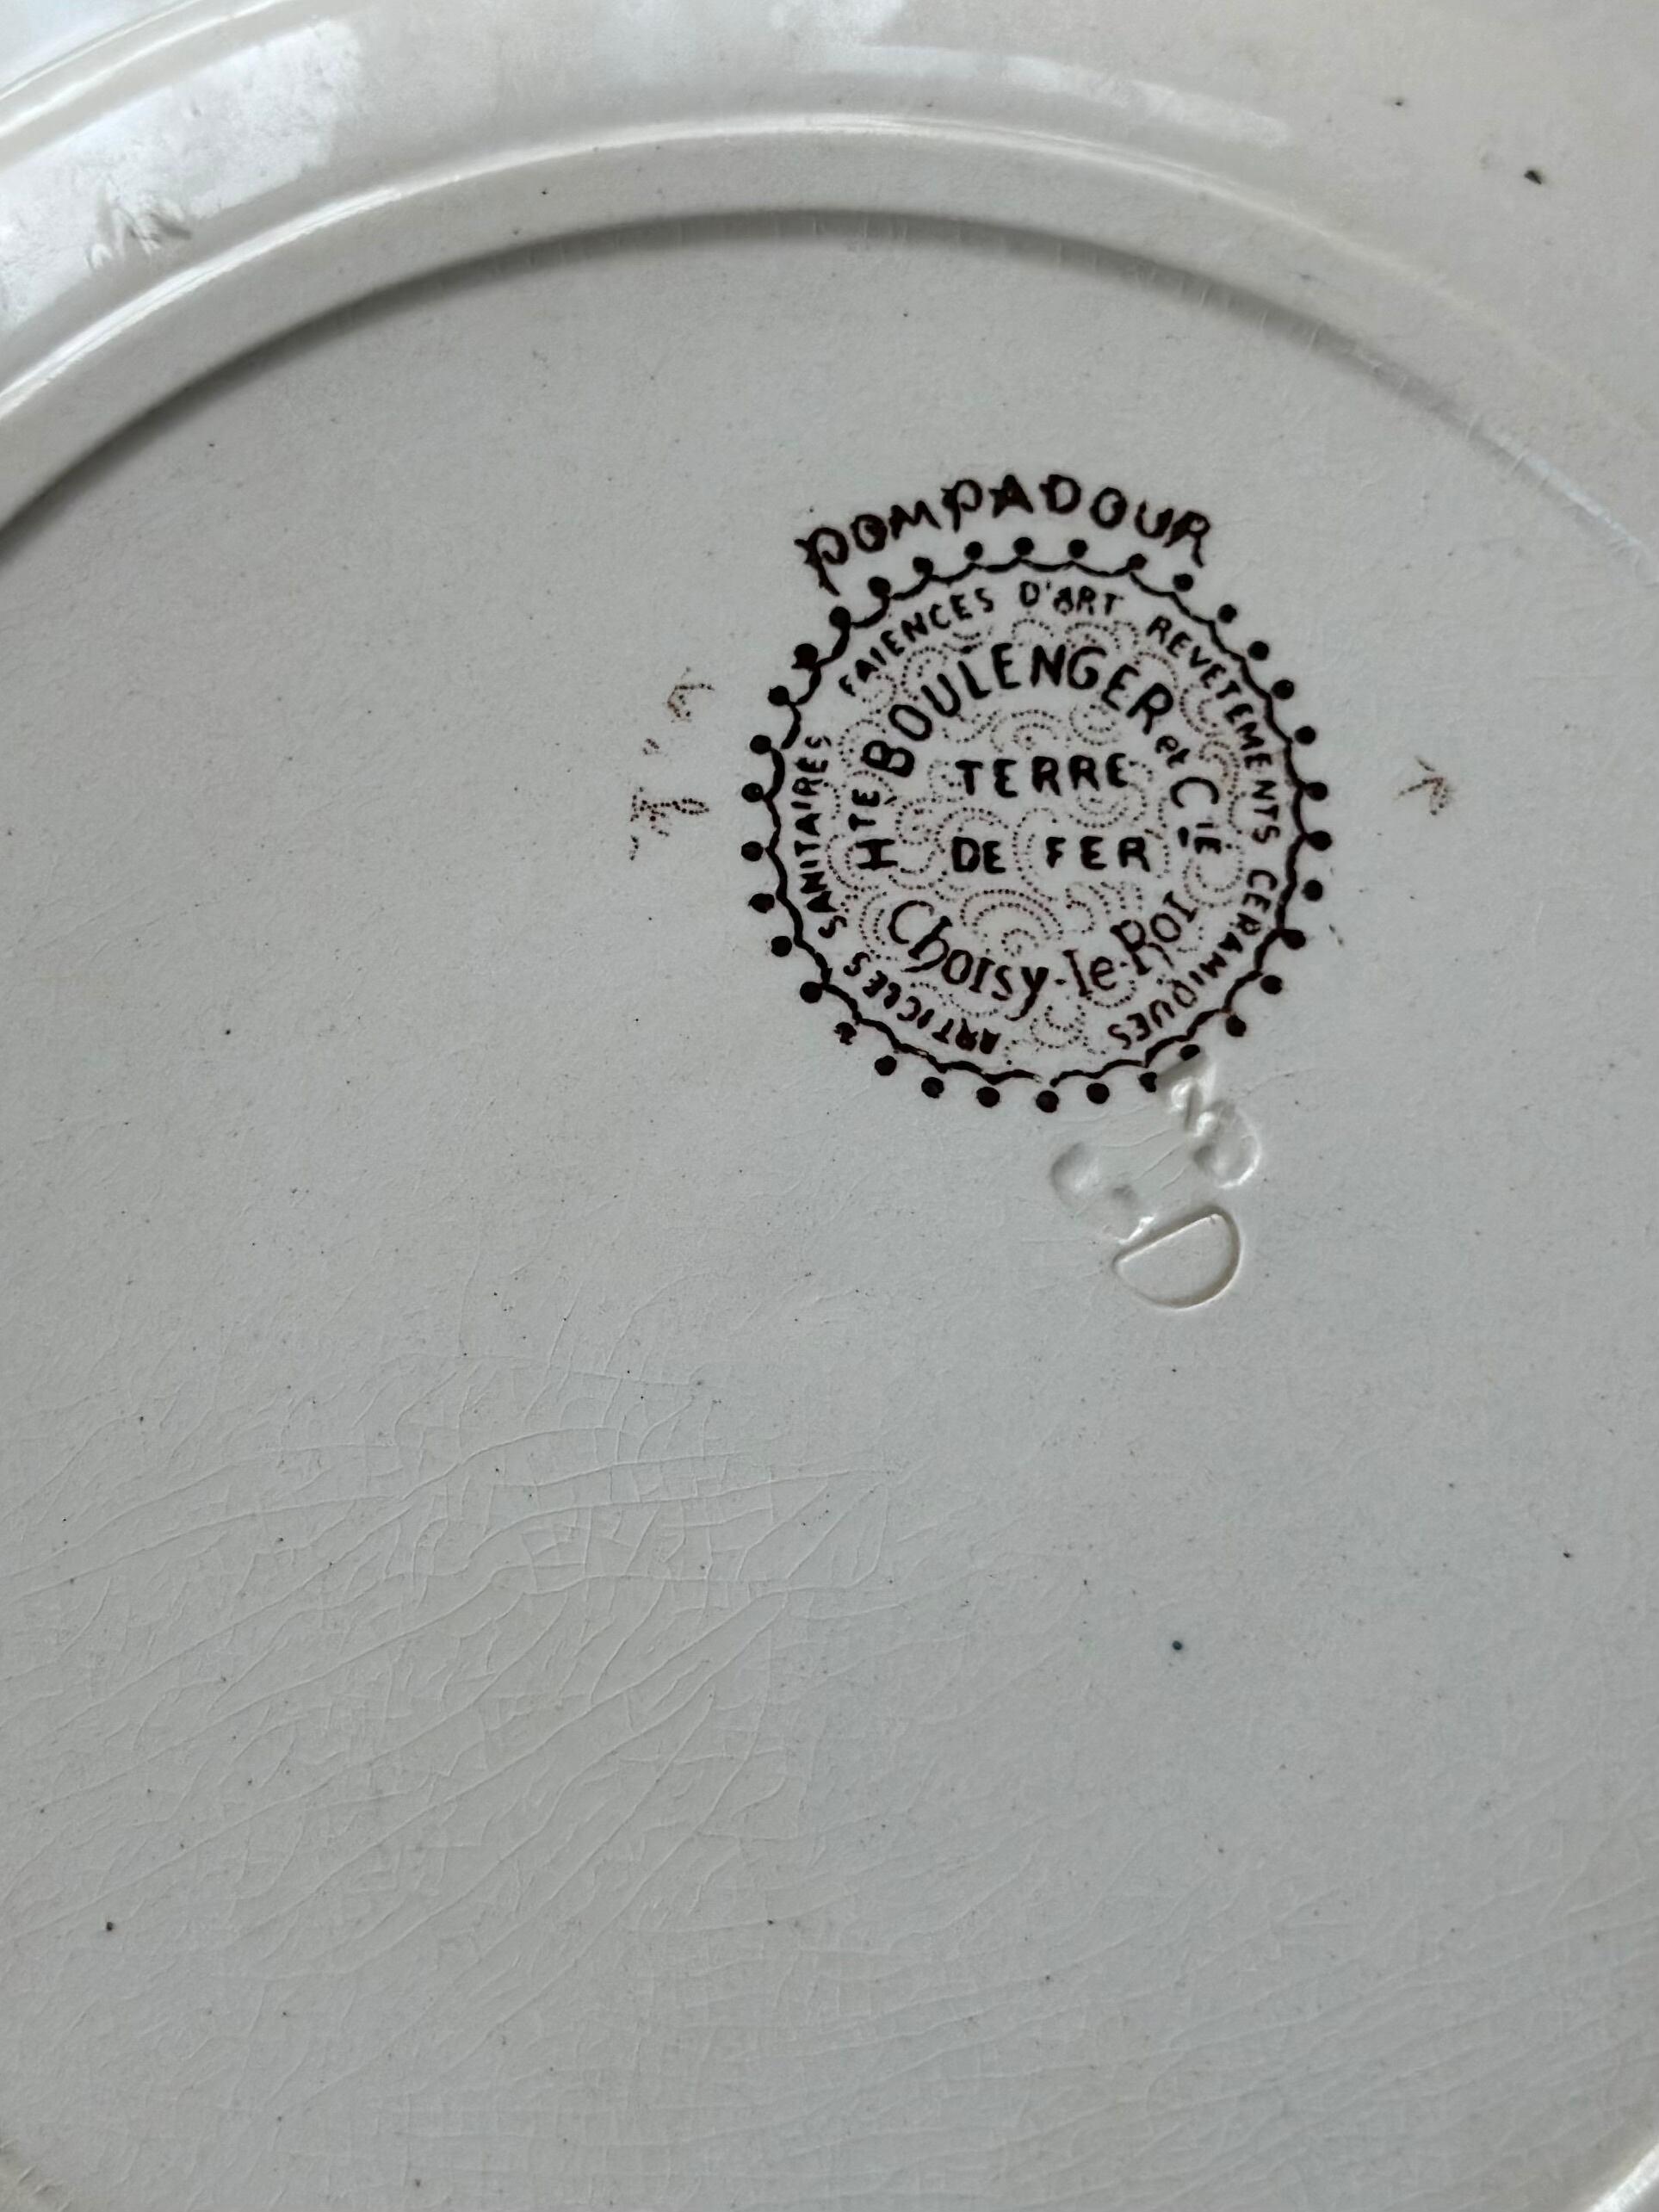 POMPADOUR
FAIENCES D'ART REVETEMENTS CERAMIQUES
ARTICLES SANITAIRES
HTE BOULENGER et CIE
TERRE
DE FER
Choisy-le-Roi
D